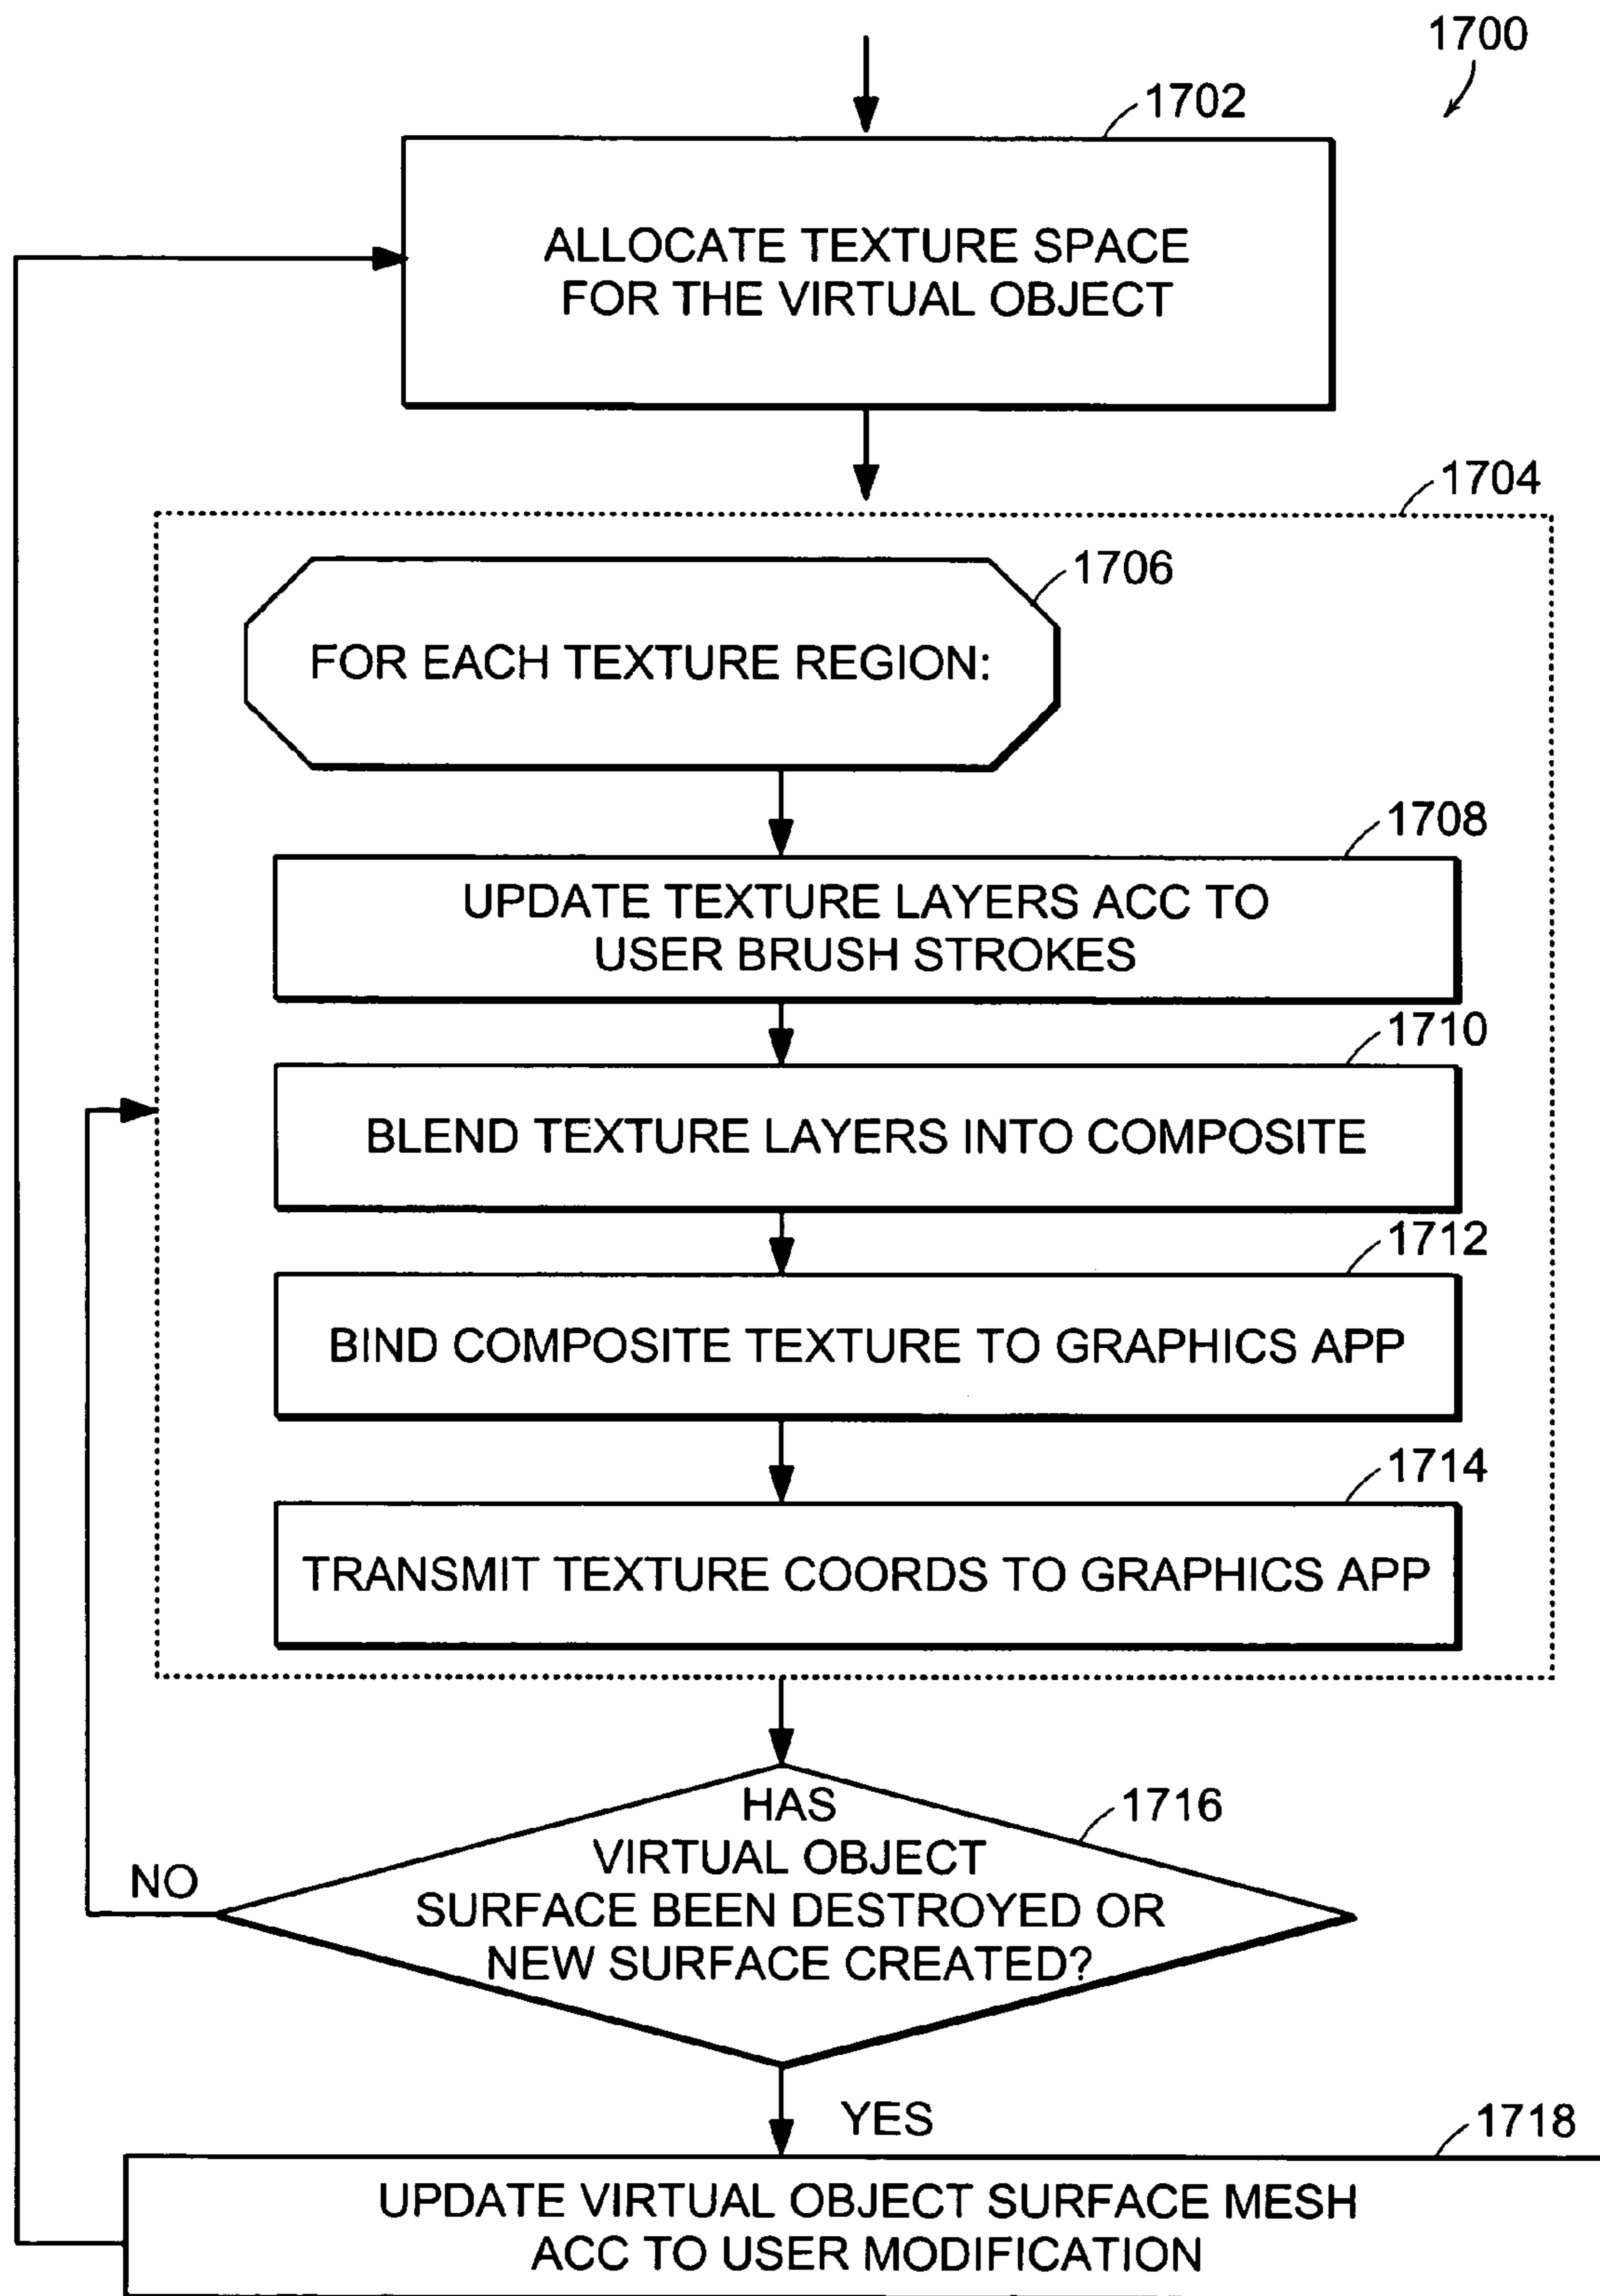 1700
1702
ALLOCATE TEXTURE SPACE
FOR THE VIRTUAL OBJECT
1704
1706
FOR EACH TEXTURE REGION:
1708
UPDATE TEXTURE LAYERS ACC TO
USER BRUSH STROKES
1710
BLEND TEXTURE LAYERS INTO COMPOSITE
1712
BIND COMPOSITE TEXTURE TO GRAPHICS APP
1714
TRANSMIT TEXTURE COORDS TO GRAPHICS APP
1716
HAS
VIRTUAL OBJECT
SURFACE BEEN DESTROYED OR
NEW SURFACE CREATED?
NO
YES
1718
UPDATE VIRTUAL OBJECT SURFACE MESH
ACC TO USER MODIFICATION